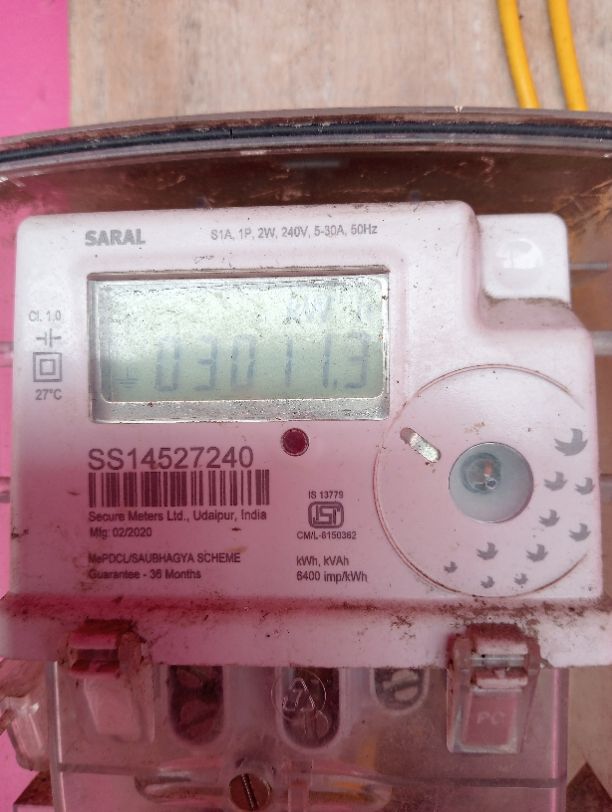 SARAL
S1A, 1P, 2W, 240V, 5-30A, 50Hz
Cl. 1.0
27°C
03011.3
SS14527240
Secure Meters Ltd., Udaipur, India
Mfg: 02/2020
MePDCL/SAUBHAGYA SCHEME
Guarantee - 36 Months
IS 13779
ISI
CM/L-6150362
kWh, kVAh
6400 imp/kWh